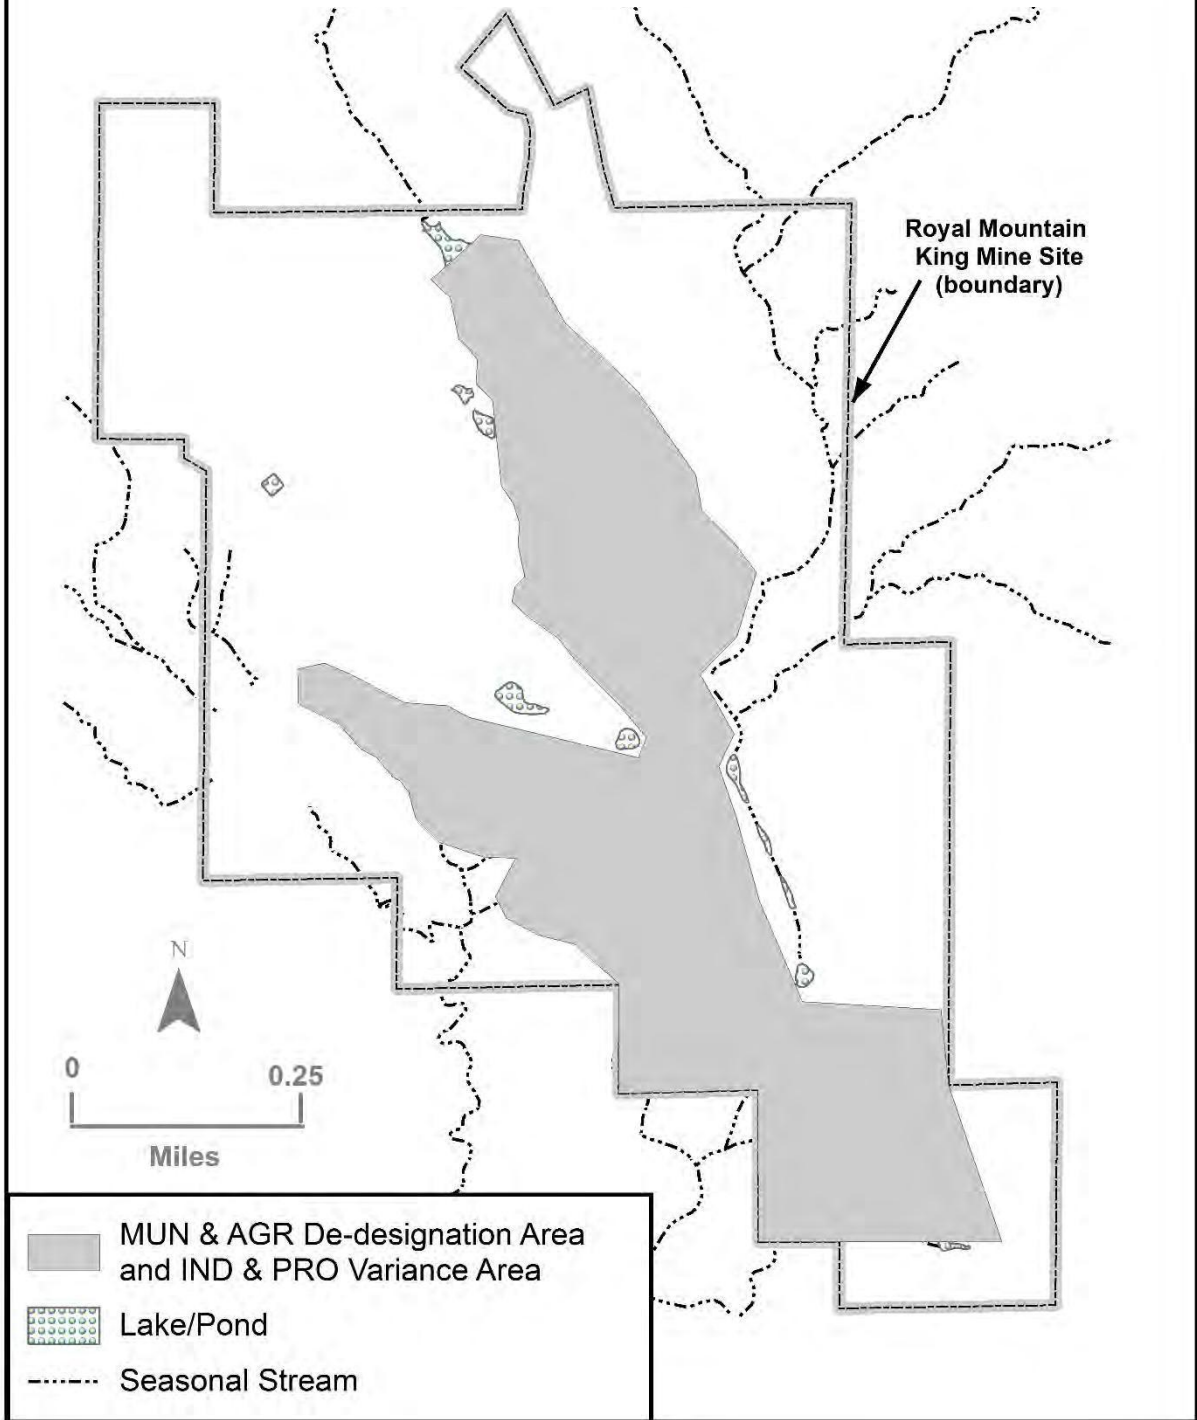 Royal Mountain
King Mine Site
(boundary)
N
0 0.25
Miles
MUN & AGR De-designation Area
and IND & PRO Variance Area
Lake/Pond
Seasonal Stream